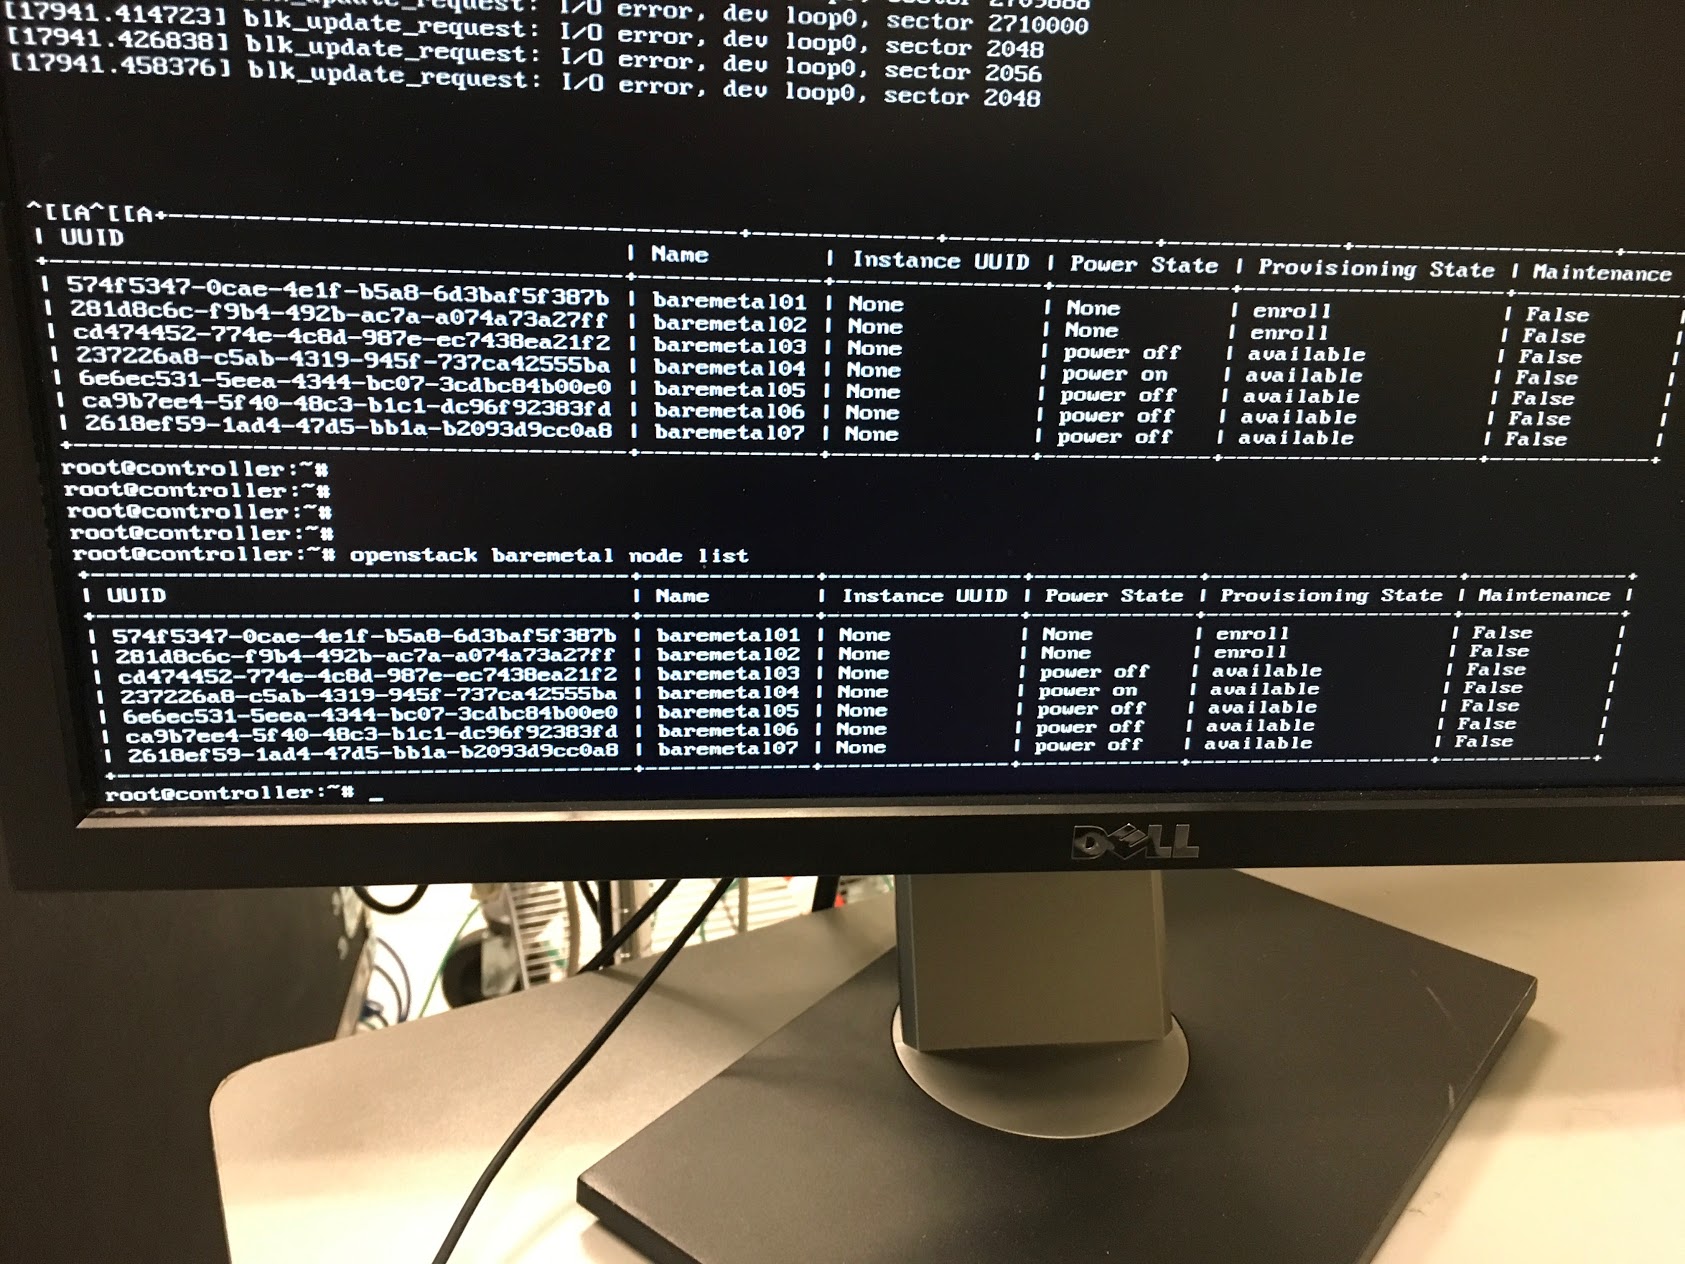 blk_update_request: I/O error, dev loop0, sector 2709888
[17941.414723] blk_update_request: I/O error, dev loop0, sector 2710000
[17941.426838] blk_update_request: I/O error, dev loop0, sector 2048
[17941.458376] blk_update_request: I/O error, dev loop0, sector 2056
blk_update_request: I/O error, dev loop0, sector 2048
^[[A^[[A+----------
| UUID | Name | Instance UUID | Power State | Provisioning State | Maintenance
| 574f5347-0cae-4e1f-b5a8-6d3baf5f387b | baremetal01 | None | None | enroll | False |
| 281d8c6c-f9b4-492b-ac7a-a074a73a27ff | baremetal02 | None | None | enroll | False |
| cd474452-774e-4c8d-987e-ec7438ea21f2 | baremetal03 | None | power off | available | False |
| 237226a8-c5ab-4319-945f-737ca42555ba | baremetal04 | None | power on | available | False |
| 6e6ec531-5eea-4344-bc07-3cdbc84b00e0 | baremetal05 | None | power off | available | False |
| ca9b7ee4-5f40-48c3-b1c1-dc96f92383fd | baremetal06 | None | power off | available | False |
| 2618ef59-1ad4-47d5-bb1a-b2093d9cc0a8 | baremetal07 | None | power off | available | False |
root@controller:~#
root@controller:~#
root@controller:~#
root@controller:~#
root@controller:~# openstack baremetal node list
| UUID | Name | Instance UUID | Power State | Provisioning State | Maintenance |
| 574f5347-0cae-4e1f-b5a8-6d3baf5f387b | baremetal01 | None | None | enroll | False |
| 281d8c6c-f9b4-492b-ac7a-a074a73a27ff | baremetal02 | None | None | enroll | False |
| cd474452-774e-4c8d-987e-ec7438ea21f2 | baremetal03 | None | power off | available | False |
| 237226a8-c5ab-4319-945f-737ca42555ba | baremetal04 | None | power on | available | False |
| 6e6ec531-5eea-4344-bc07-3cdbc84b00e0 | baremetal05 | None | power off | available | False |
| ca9b7ee4-5f40-48c3-b1c1-dc96f92383fd | baremetal06 | None | power off | available | False |
| 2618ef59-1ad4-47d5-bb1a-b2093d9cc0a8 | baremetal07 | None | power off | available | False |
root@controller:~# _
DELL